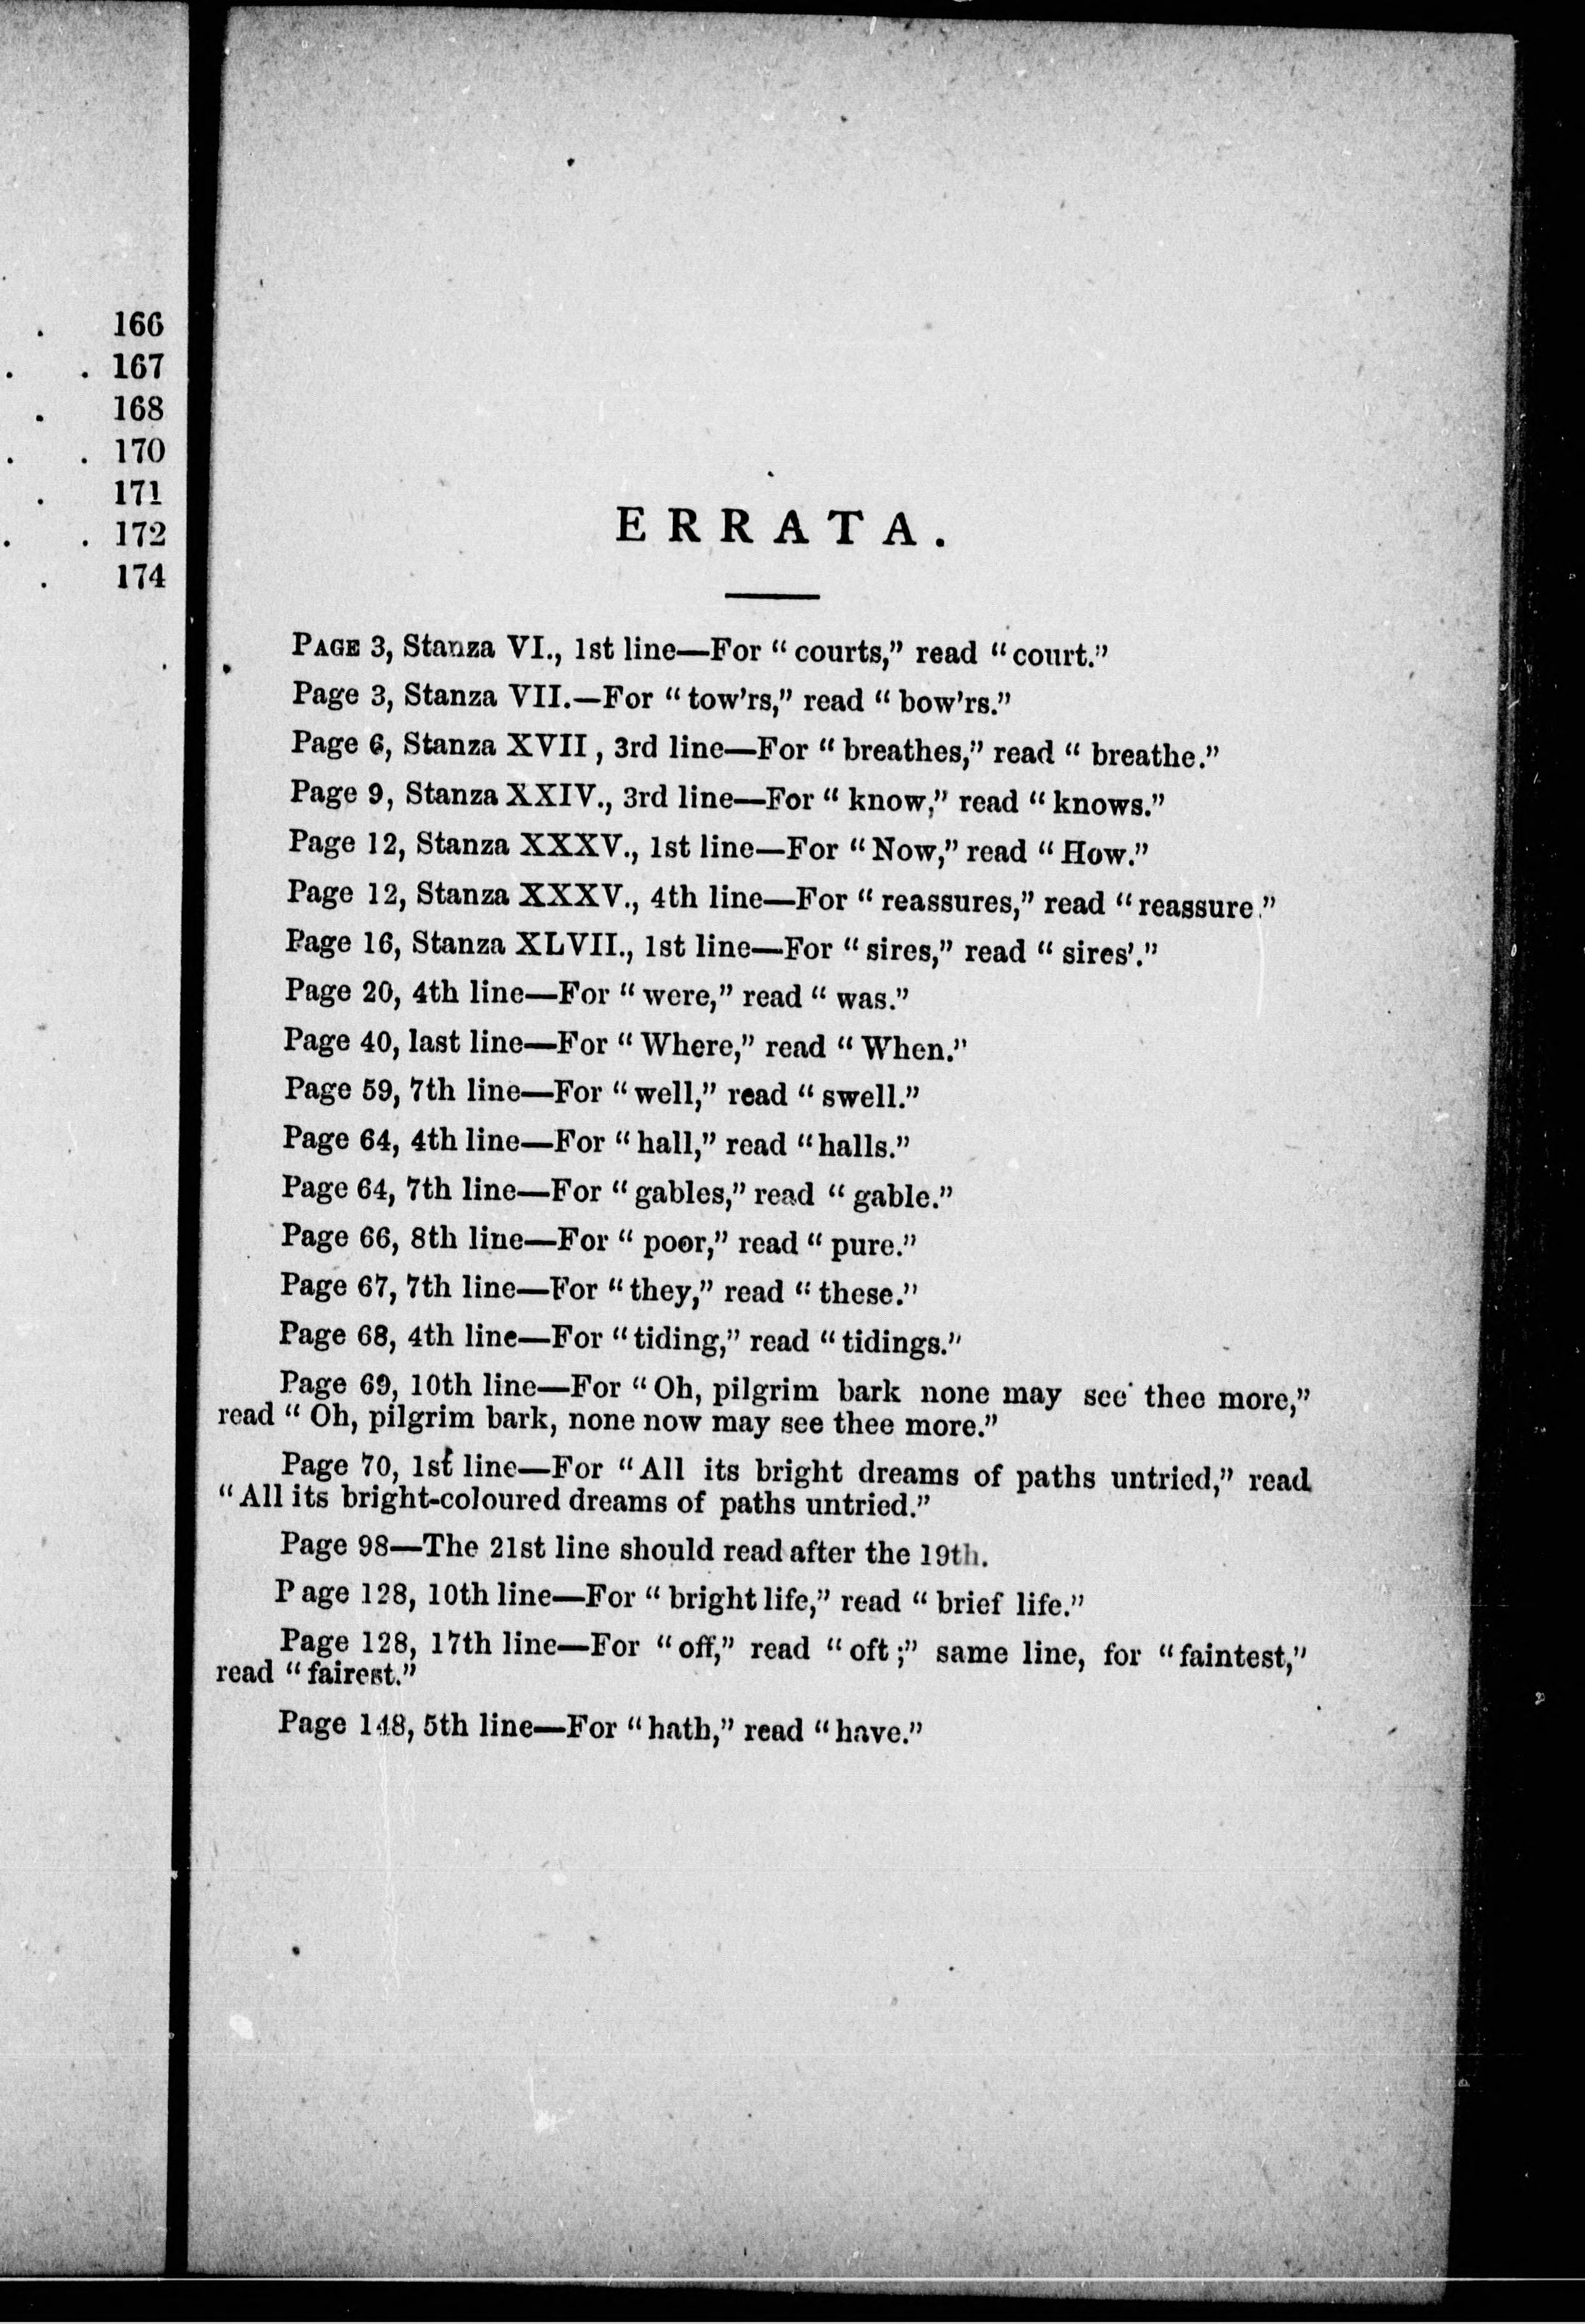 . 166
. . 167
. 168
. . 170
. 171
. . 172
. 174
ERRATA.
PAGE 3, Stanza VI., 1st line—For “courts,” read “court.”
Page 3, Stanza VII.—For “tow'rs,” read “bow'rs.”
Page 6, Stanza XVII, 3rd line—For “breathes,” read “breathe.”
Page 9, Stanza XXIV., 3rd line—For “know,” read “knows.”
Page 12, Stanza XXXV., 1st line—For “Now,” read “How.”
Page 12, Stanza XXXV., 4th line—For “reassures,” read “reassure.”
Page 16, Stanza XLVII., 1st line—For “sires,” read “sires'.”
Page 20, 4th line—For “were,” read “was.”
Page 40, last line—For “Where,” read “When.”
Page 59, 7th line—For “well,” read “swell.”
Page 64, 4th line—For “hall,” read “halls.”
Page 64, 7th line—For “gables,” read “gable.”
Page 66, 8th line—For “poor,” read “pure.”
Page 67, 7th line—For “they,” read “these.”
Page 68, 4th line—For “tiding,” read “tidings.”
Page 69, 10th line—For “Oh, pilgrim bark none may see thee more,”
read “Oh, pilgrim bark, none now may see thee more.”
Page 70, 1st line—For “All its bright dreams of paths untried,” read
“All its bright-coloured dreams of paths untried.”
Page 98—The 21st line should read after the 19th.
Page 128, 10th line—For “bright life,” read “brief life.”
Page 128, 17th line—For “off,” read “oft;” same line, for “faintest,”
read “fairest.”
Page 148, 5th line—For “hath,” read “have.”